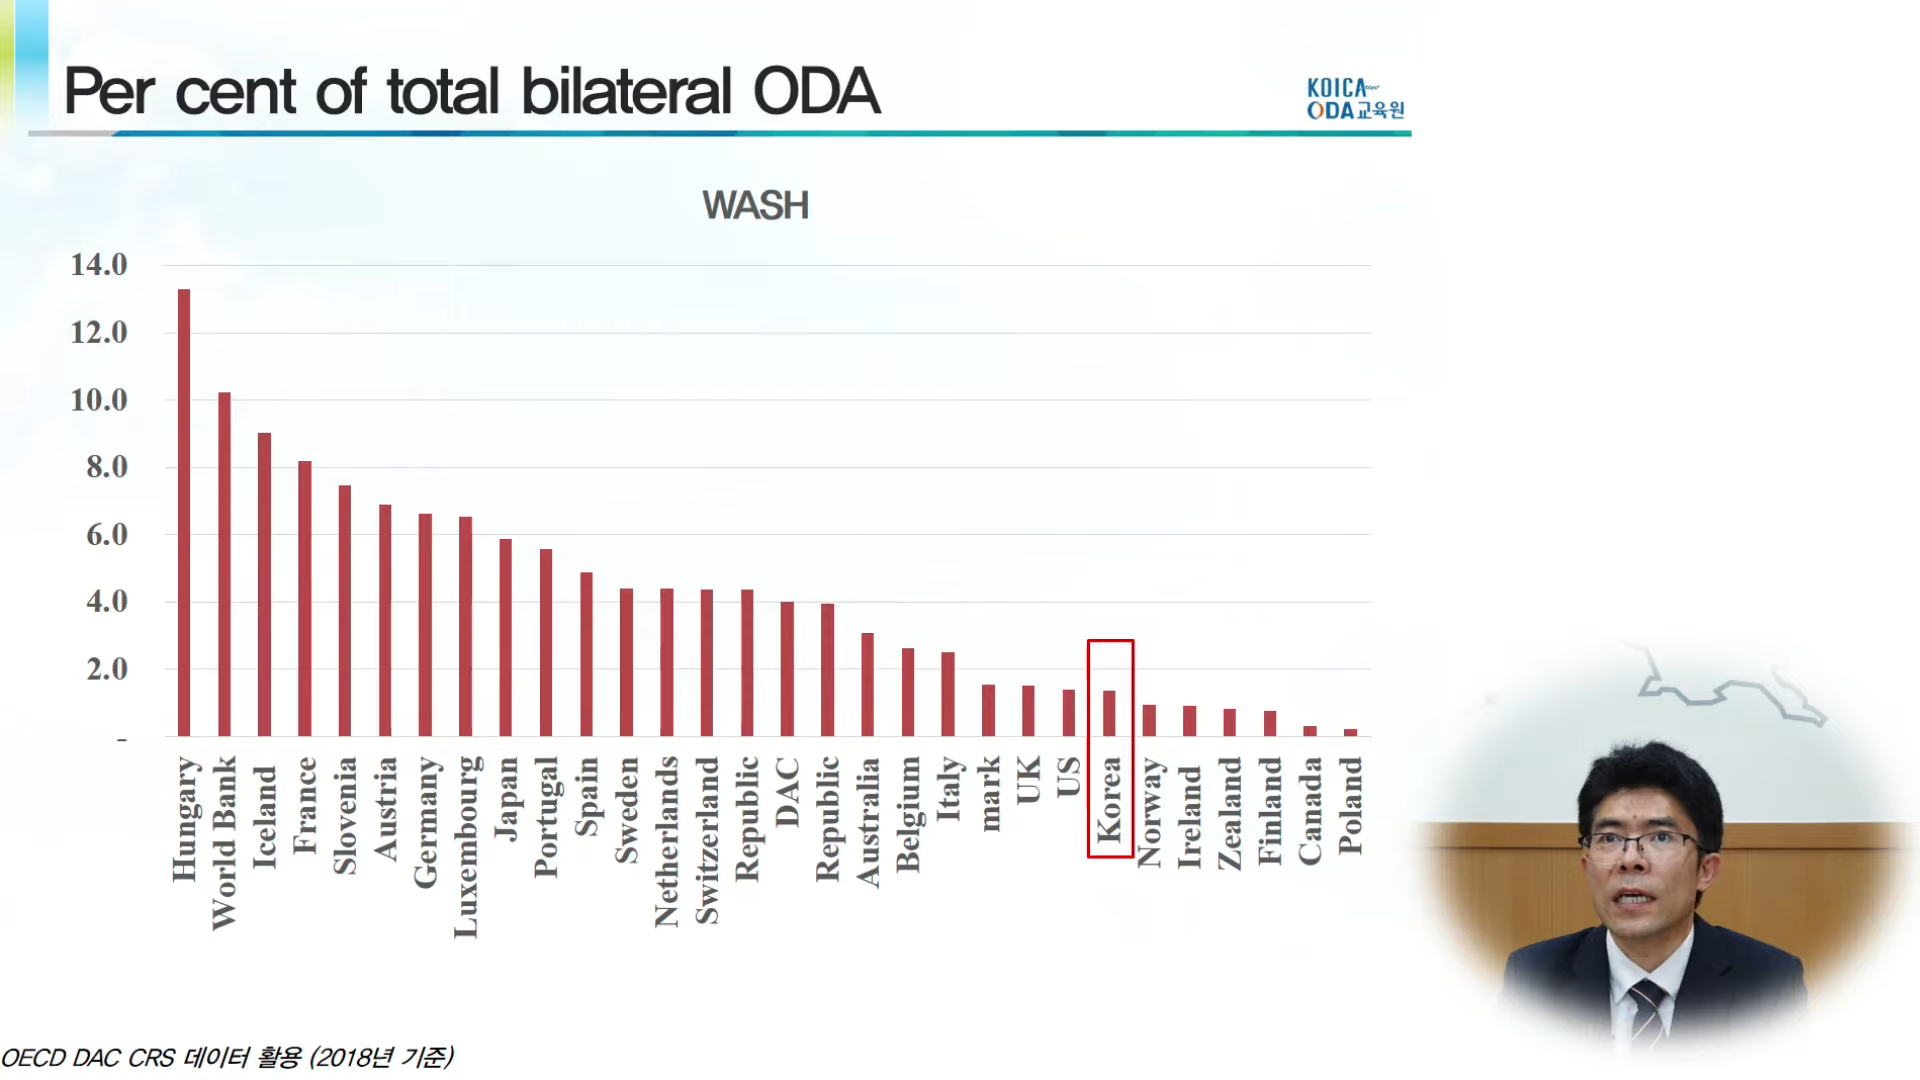 Per cent of total bilateral ODA
KOICA
ODA교육원
WASH
14.0
12.0
10.0
8.0
6.0
4.0
2.0
-
Hungary
World Bank
Iceland
France
Slovenia
Austria
Germany
Luxembourg
Japan
Portugal
Spain
Sweden
Netherlands
Switzerland
Republic
DAC
Republic
Australia
Belgium
Italy
mark
UK
US
Korea
Norway
Ireland
Zealand
Finland
Canada
Poland
OECD DAC CRS 데이터 활용 (2018년 기준)